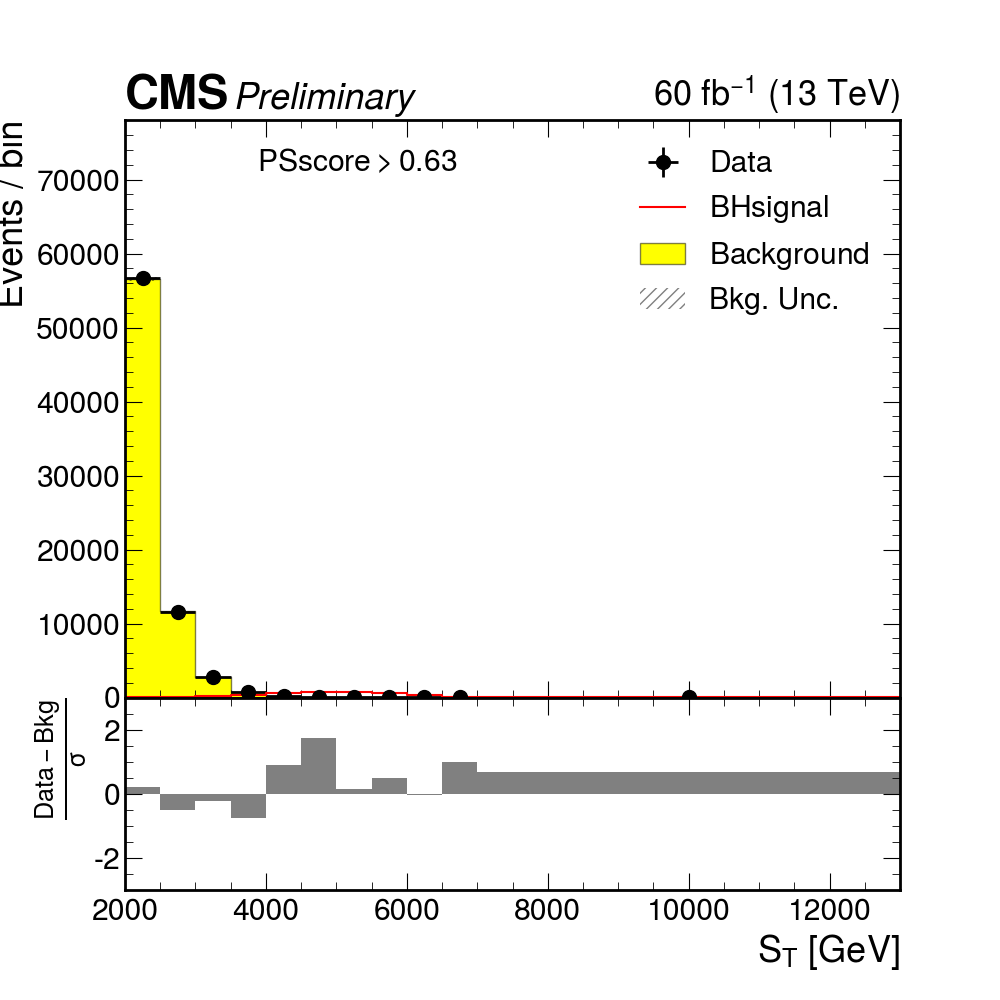 CMS Preliminary
60 fb⁻¹ (13 TeV)
Events / bin
PSscore > 0.63
Data
BHsignal
Background
Bkg. Unc.
70000
60000
50000
40000
30000
20000
10000
0
Data − Bkg
σ
2
0
-2
2000 4000 6000 8000 10000 12000
S_T [GeV]